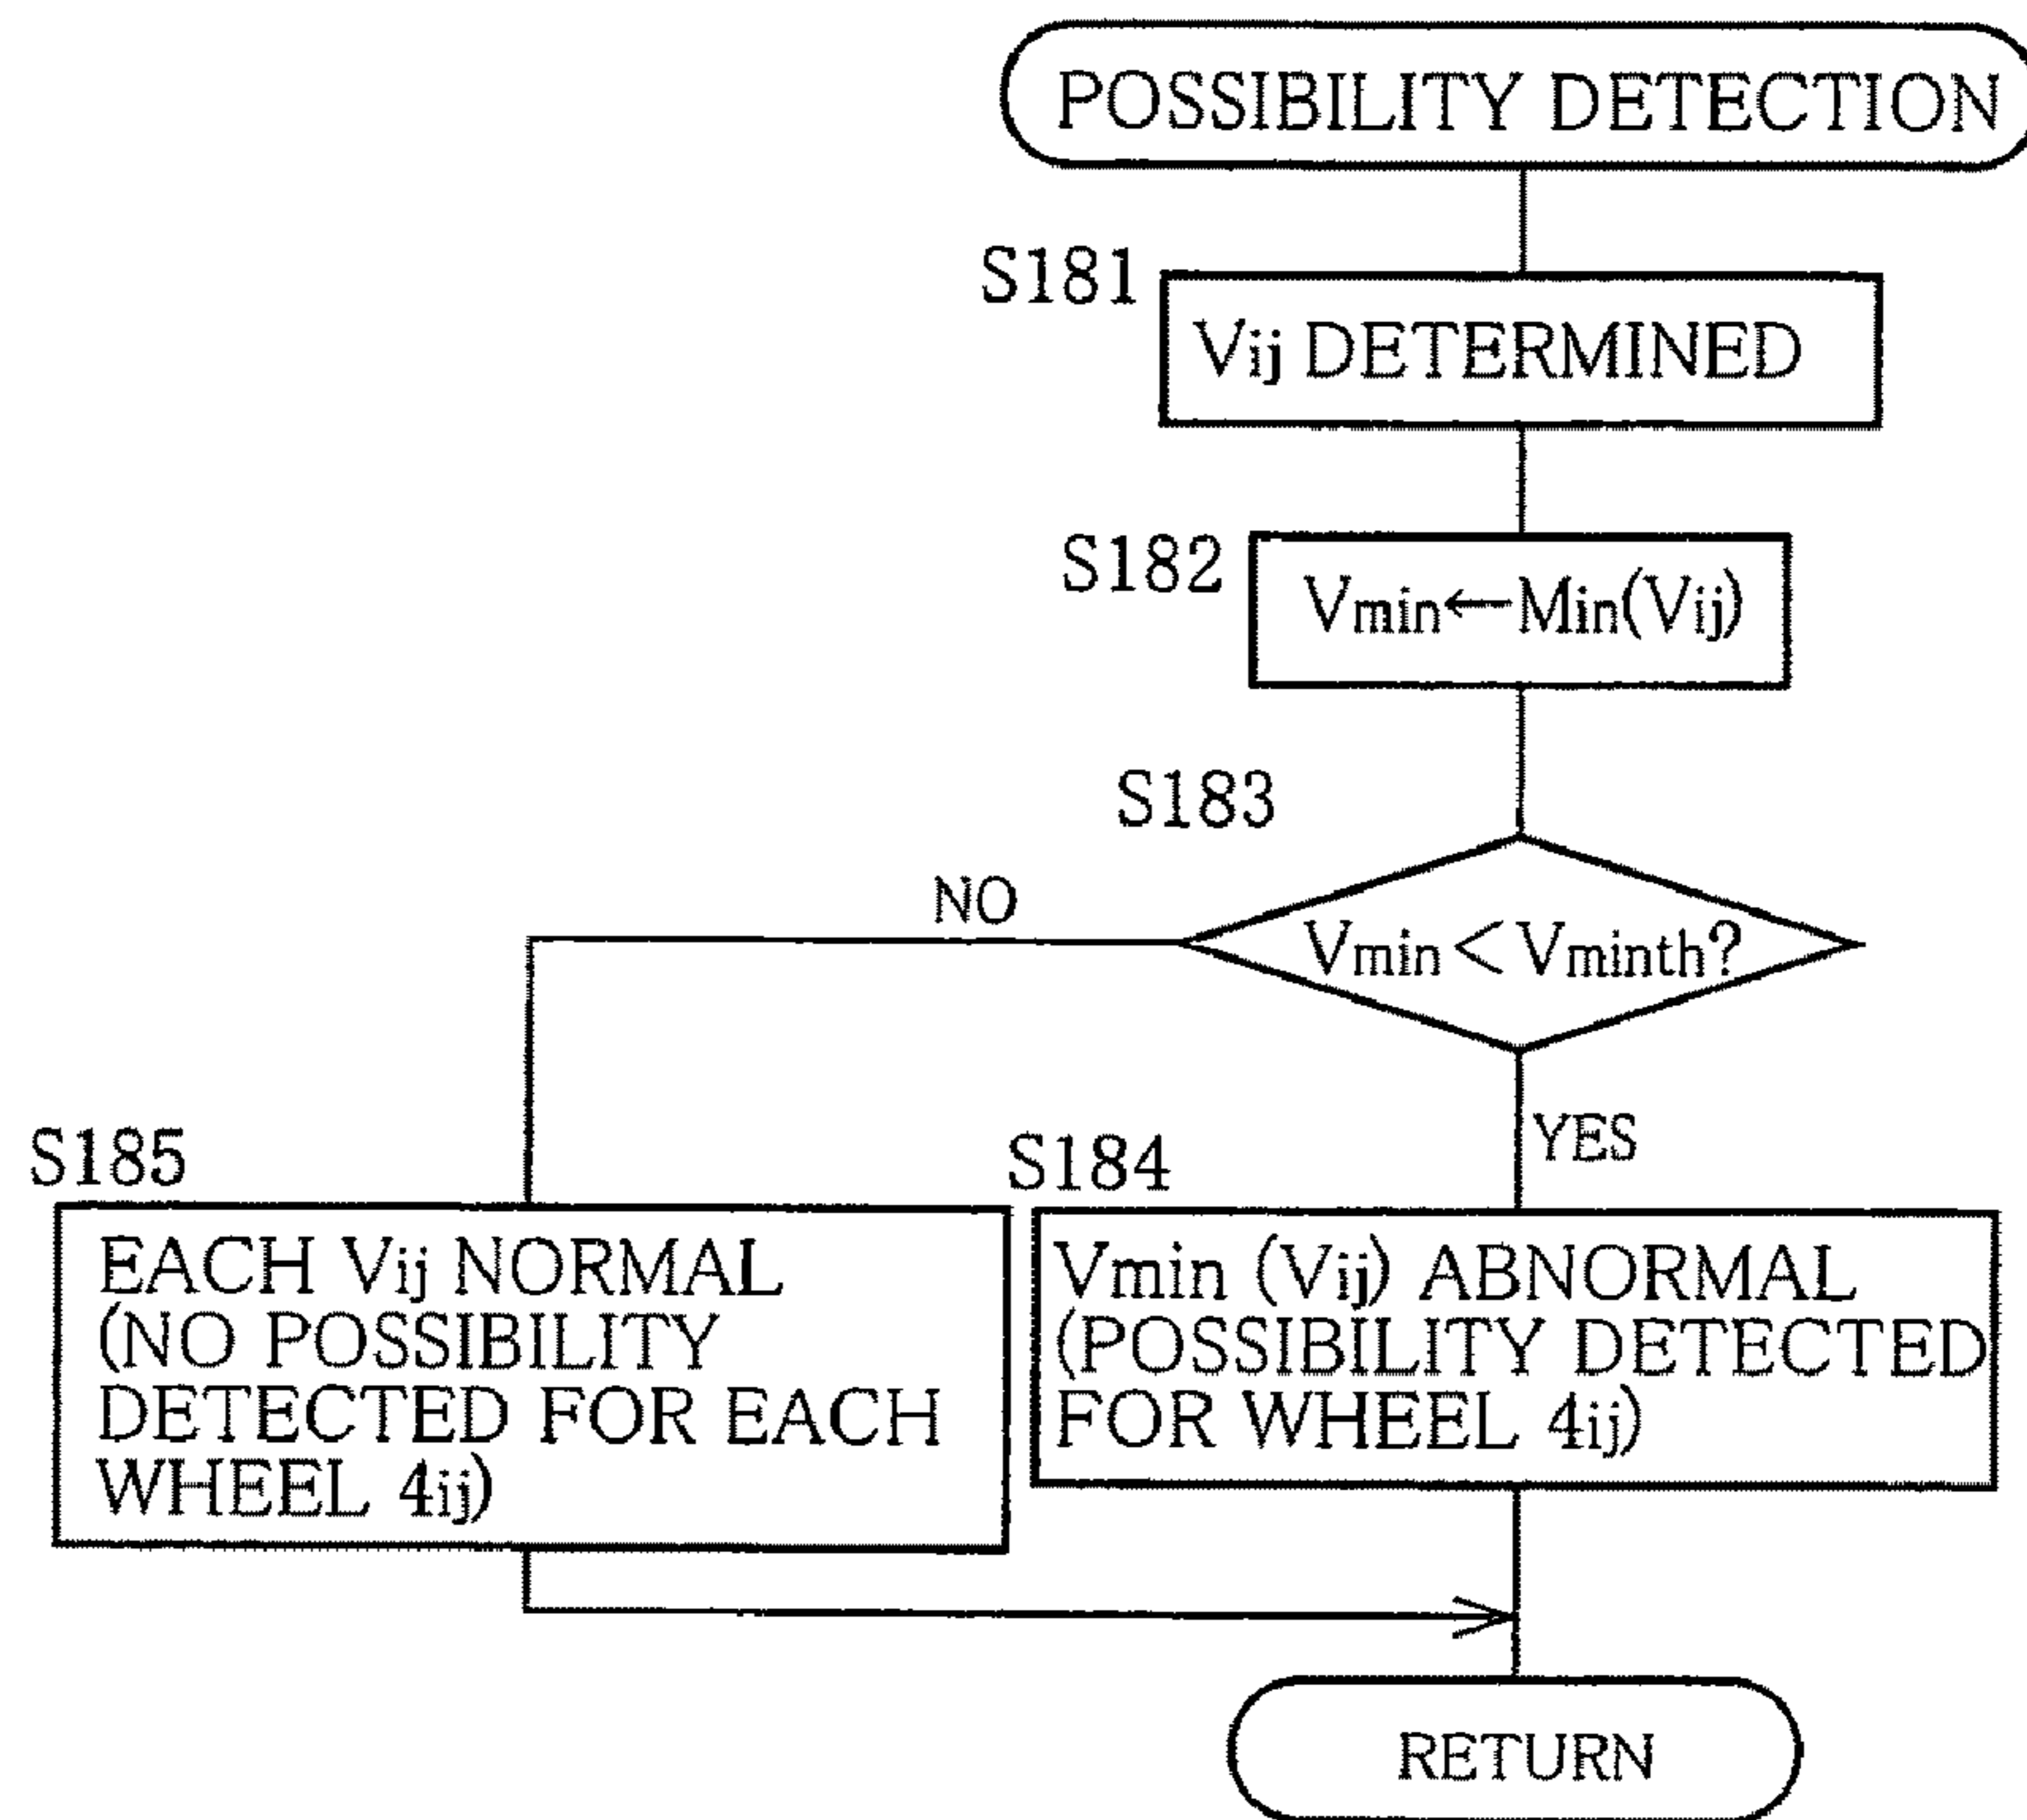 POSSIBILITY DETECTION
S181
Vij DETERMINED
S182
Vmin←Min(Vij)
S183
Vmin<Vminth?
NO
YES
S185
EACH Vij NORMAL
(NO POSSIBILITY
DETECTED FOR EACH
WHEEL 4ij)
S184
Vmin (Vij) ABNORMAL
(POSSIBILITY DETECTED
FOR WHEEL 4ij)
RETURN